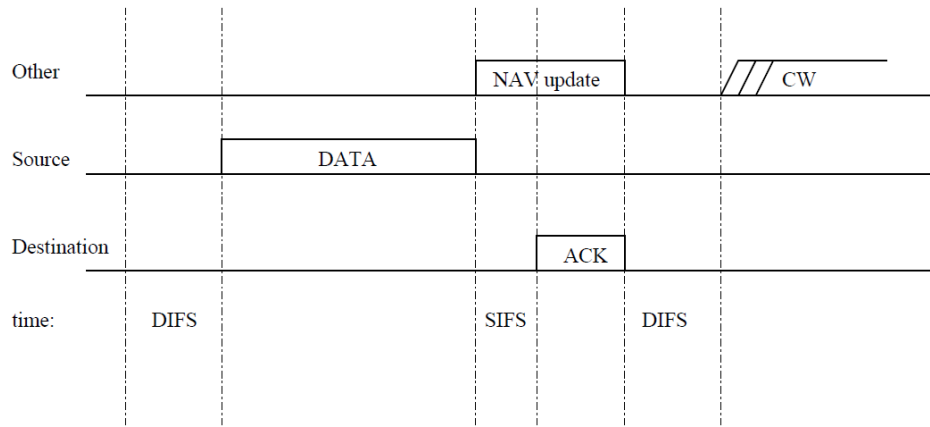 Other NAV update CW
Source DATA
Destination ACK
time: DIFS SIFS DIFS